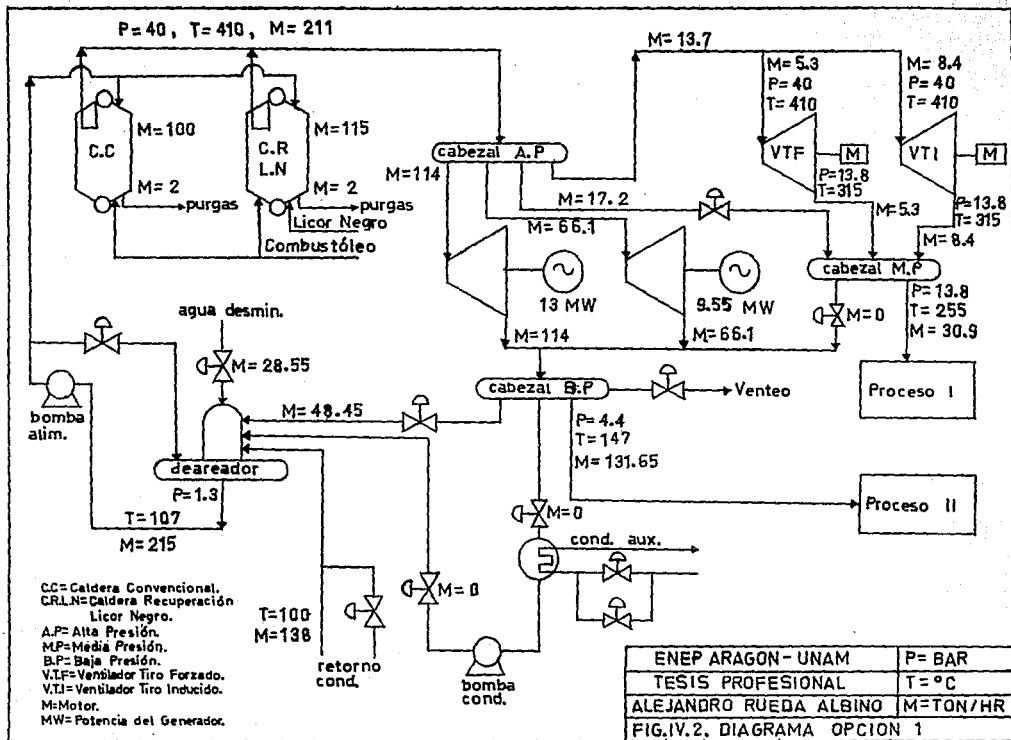 P=40, T=410, M=211
M=13.7
M=5.3
P=40
T=410
M=8.4
P=40
T=410
C.C
M=100
M=2
purgas
C.R
L.N
M=115
M=2
purgas
Licor Negro
Combustóleo
cabezal A.P
M=114
M=17.2
M=66.1
VTF
M
P=13.8
T=315
M=5.3
VTI
M
P=13.8
T=315
M=8.4
cabezal M.P
P=13.8
T=255
M=30.9
M=0
13 MW
9.55 MW
M=114
M=66.1
Proceso I
agua desmin.
M=28.55
bomba
alim.
M=48.45
cabezal B.P
Venteo
P=4.4
T=147
M=131.65
deareador
P=1.3
T=107
M=215
Proceso II
M=0
cond. aux.
M=0
T=100
M=138
retorno
cond.
bomba
cond.
C.C=Caldera Convencional.
C.R.L.N=Caldera Recuperación
Licor Negro.
A.P=Alta Presión.
M.P=Média Presión.
B.P=Baja Presión.
V.T.F=Ventilador Tiro Forzado.
V.T.I=Ventilador Tiro Inducido.
M=Motor.
MW=Potencia del Generador.
ENEP ARAGON-UNAM
P=BAR
TESIS PROFESIONAL
T=°C
ALEJANDRO RUEDA ALBINO
M=TON/HR
FIG.IV.2, DIAGRAMA OPCION 1